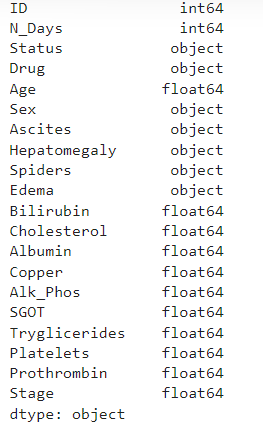 ID int64
N_Days int64
Status object
Drug object
Age float64
Sex object
Ascites object
Hepatomegaly object
Spiders object
Edema object
Bilirubin float64
Cholesterol float64
Albumin float64
Copper float64
Alk_Phos float64
SGOT float64
Tryglicerides float64
Platelets float64
Prothrombin float64
Stage float64
dtype: object